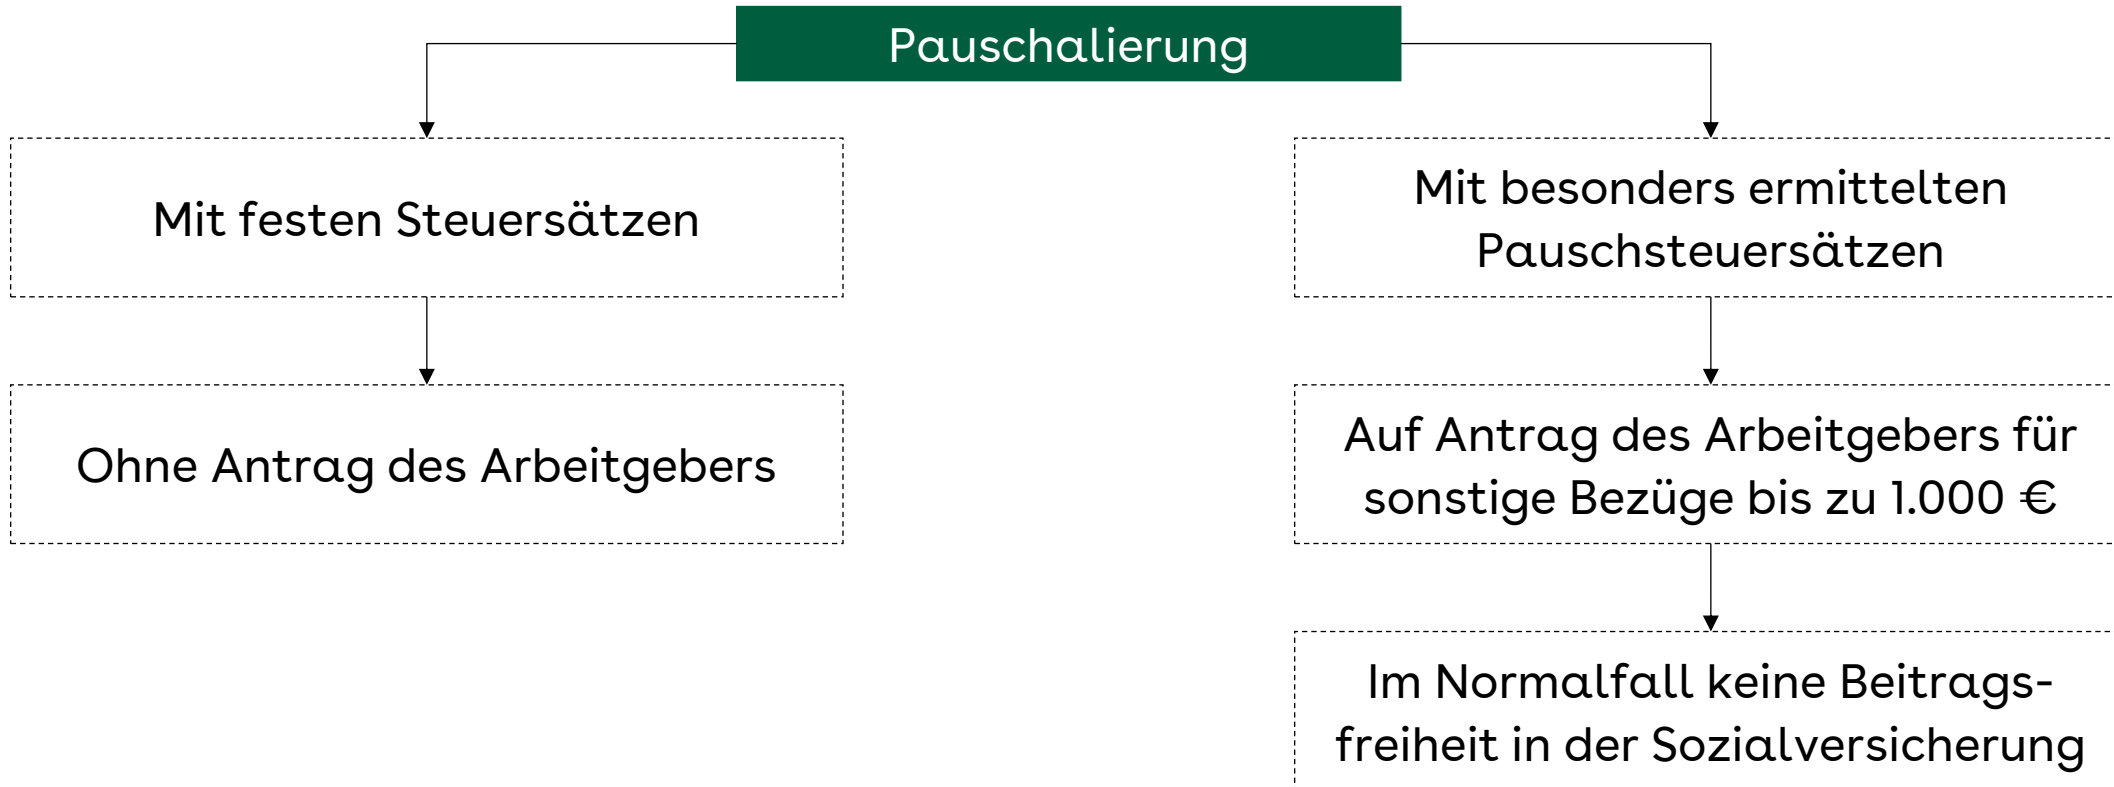 Pauschalierung
Mit festen Steuersätzen
Mit besonders ermittelten
Pauschsteuersätzen
Ohne Antrag des Arbeitgebers
Auf Antrag des Arbeitgebers für
sonstige Bezüge bis zu 1.000 €
Im Normalfall keine Beitrags-
freiheit in der Sozialversicherung